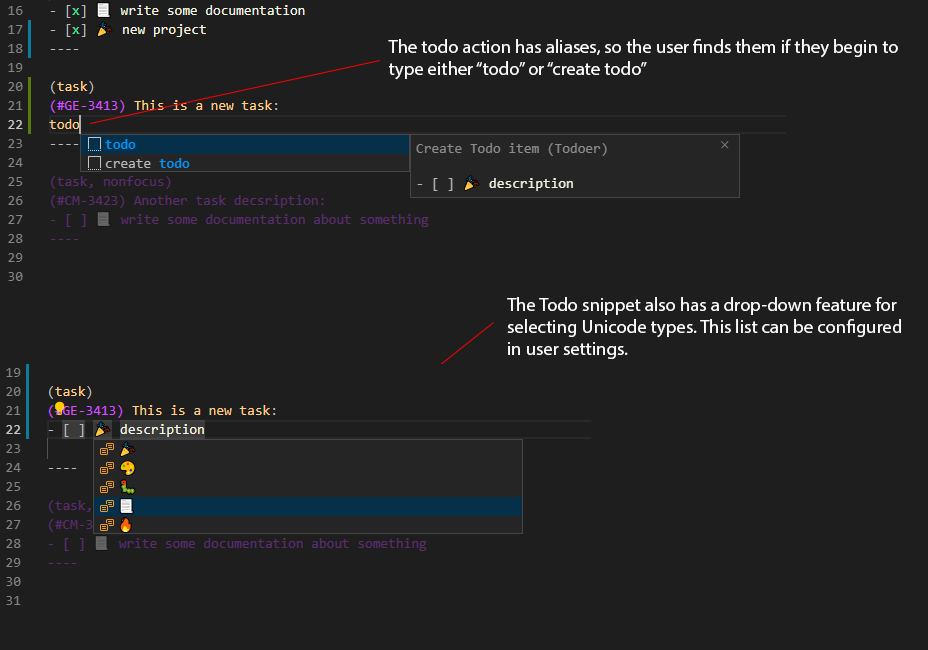 16 - [x] 📃 write some documentation
17 - [x] 🎉 new project
18 ----
The todo action has aliases, so the user finds them if they begin to
type either “todo” or “create todo”
19
20 (task)
21 (#GE-3413) This is a new task:
22 todo
todo
create todo
Create Todo item (Todoer) ×
- [ ] 🎉 description
23 ----
24
25 (task, nonfocus)
26 (#CM-3423) Another task decsription:
27 - [ ] 📃 write some documentation about something
28 ----
29
30
The Todo snippet also has a drop-down feature for
selecting Unicode types. This list can be configured
in user settings.
19
20 (task)
21 (GE-3413) This is a new task:
22 - [ ] 🎉 description
🎉
🎨
🐛
📃
🔥
23
24 ----
25
26 (task,
27 (#CM-3
28 - [ ] 📃 write some documentation about something
29 ----
30
31